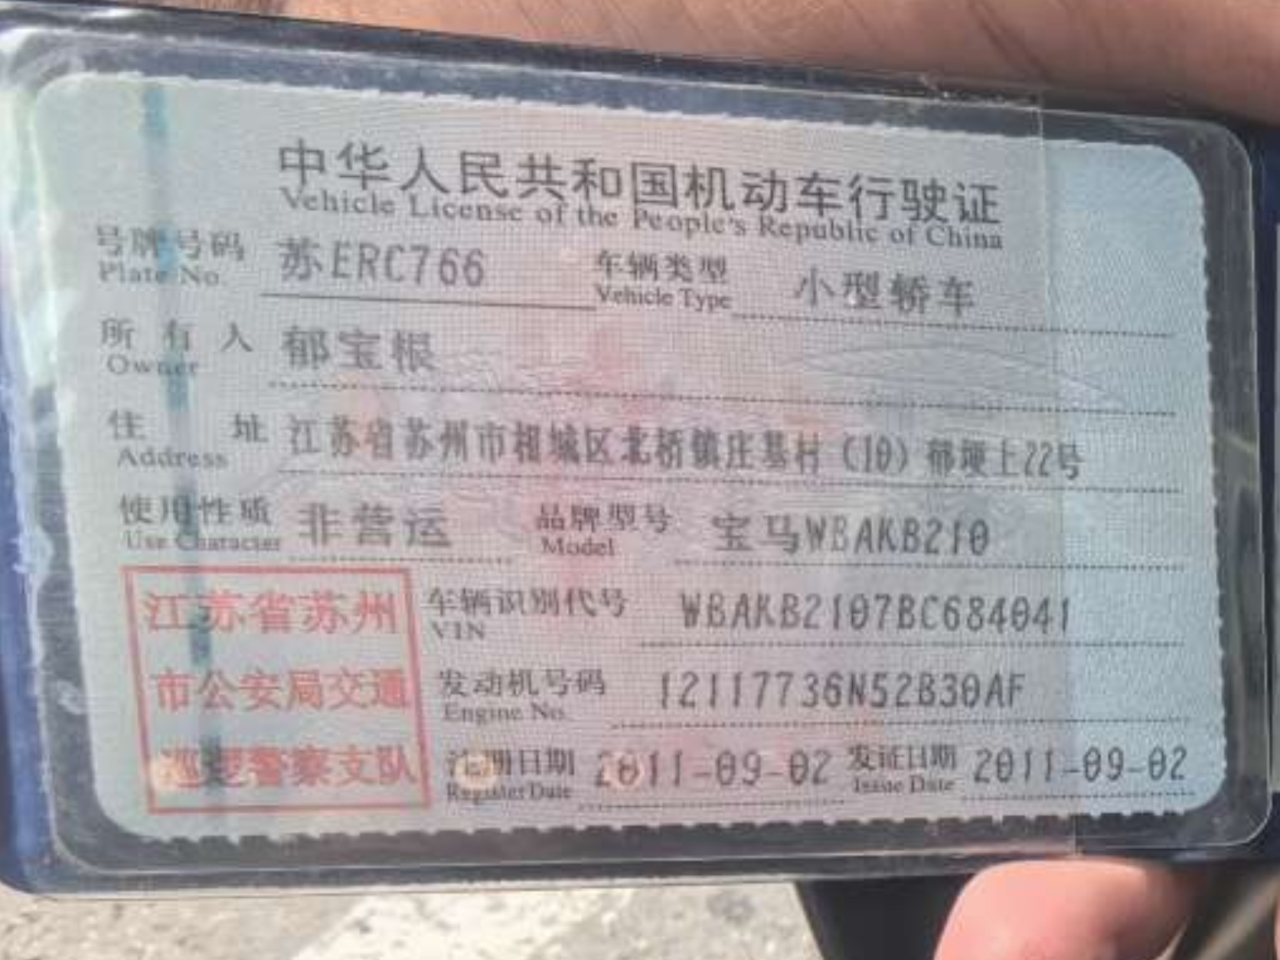 中华人民共和国机动车行驶证
Vehicle License of the People's Republic of China
号牌号码 苏ERC766 车辆类型 小型轿车
Plate No. Vehicle Type
所有人 郁宝根
Owner
住址 江苏省苏州市相城区北桥镇庄基村（10）郁埂上22号
Address
使用性质 非营运 品牌型号 宝马WBAKB210
Use Character Model
江苏省苏州 车辆识别代号 WBAKB2107BC684041
VIN
市公安局交通 发动机号码 12117736N52B30AF
Engine No.
巡逻警察支队 注册日期 2011-09-02 发证日期 2011-09-02
Register Date Issue Date